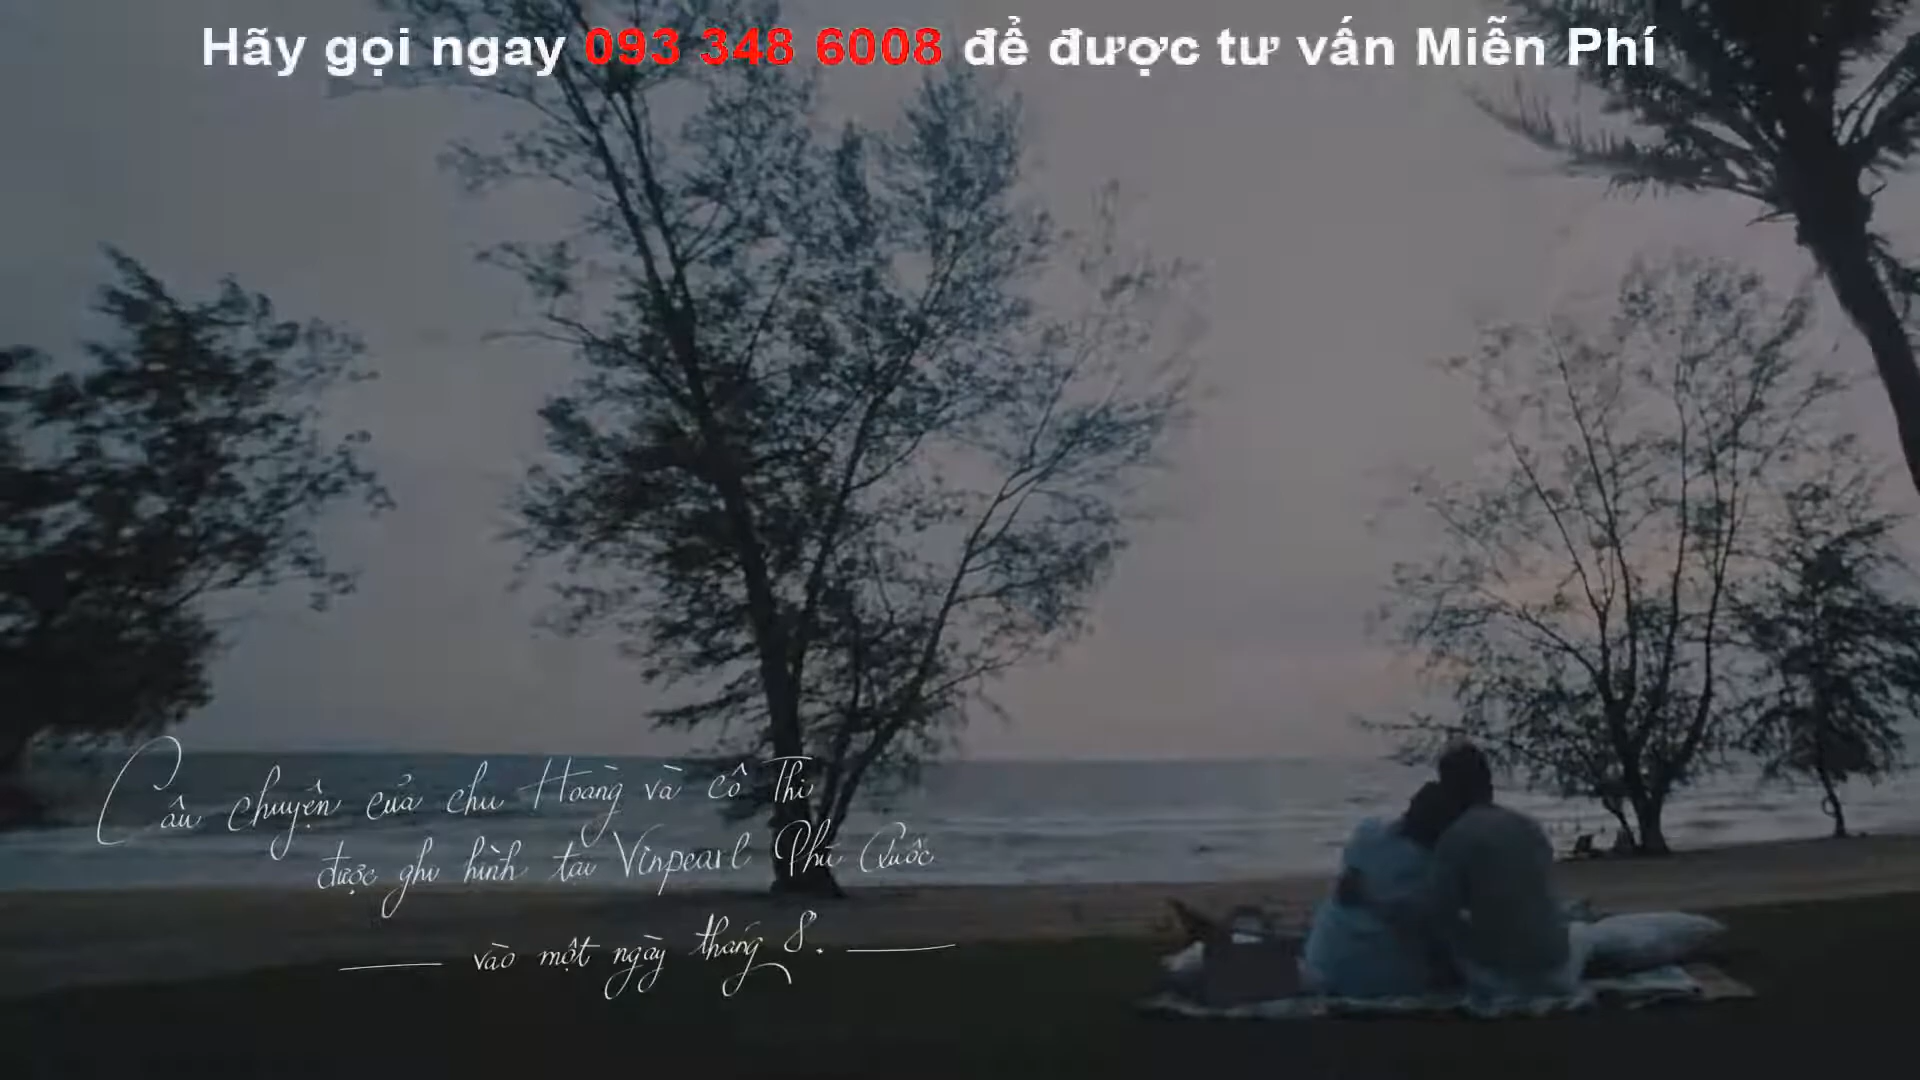 Hãy gọi ngay 093 348 6008 để được tư vấn Miễn Phí
Câu chuyện của chú Hoàng và cô Thi
được ghi hình tại Vinpearl Phú Quốc
vào một ngày tháng 8.